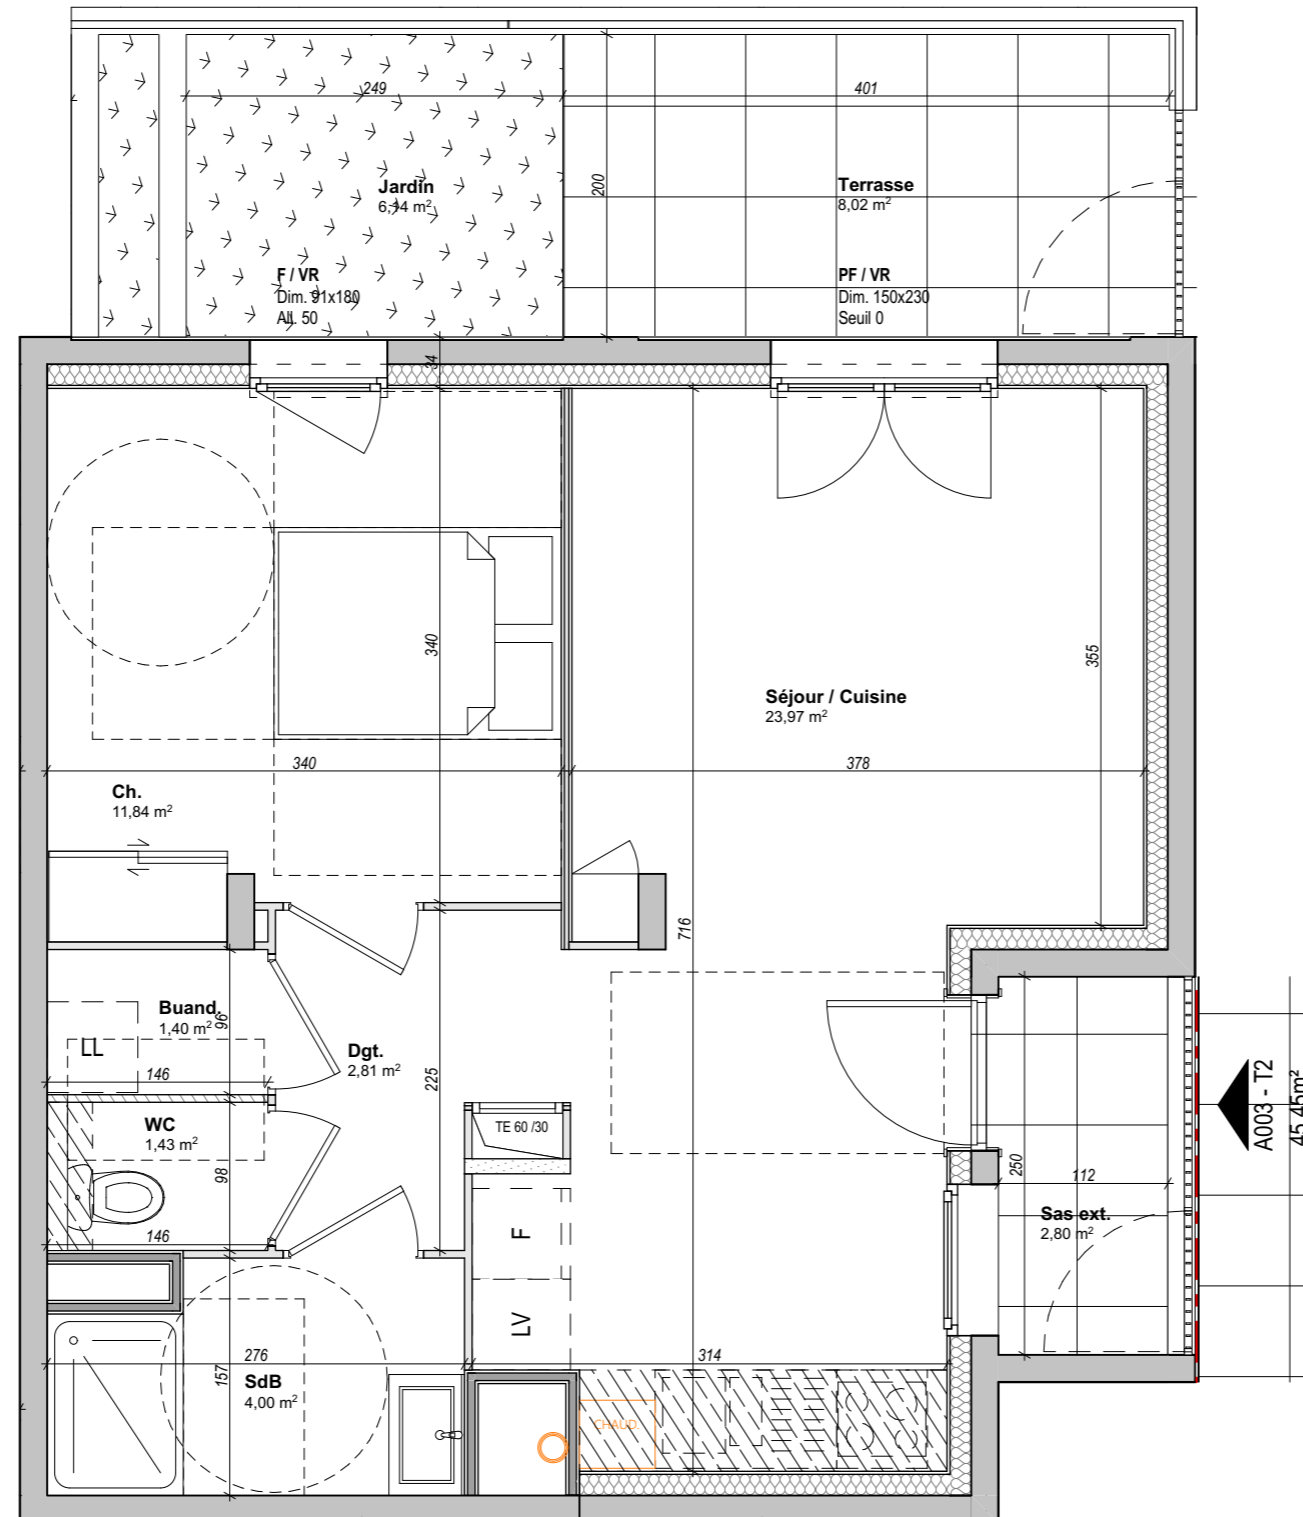 249
401
200
Jardin
6,94 m²
Terrasse
8,02 m²
F / VR
Dim. 91x180
All. 50
PF / VR
Dim. 150x230
Seuil 0
34
340
355
Séjour / Cuisine
23,97 m²
340
378
Ch.
11,84 m²
716
Buand.
1,40 m²
96
LL
146
Dgt.
2,81 m²
225
WC
1,43 m²
98
146
TE 60 /30
F
LV
250
112
Sas ext.
2,80 m²
A003 - T2
45,45m²
276
314
157
SdB
4,00 m²
CHAUD.